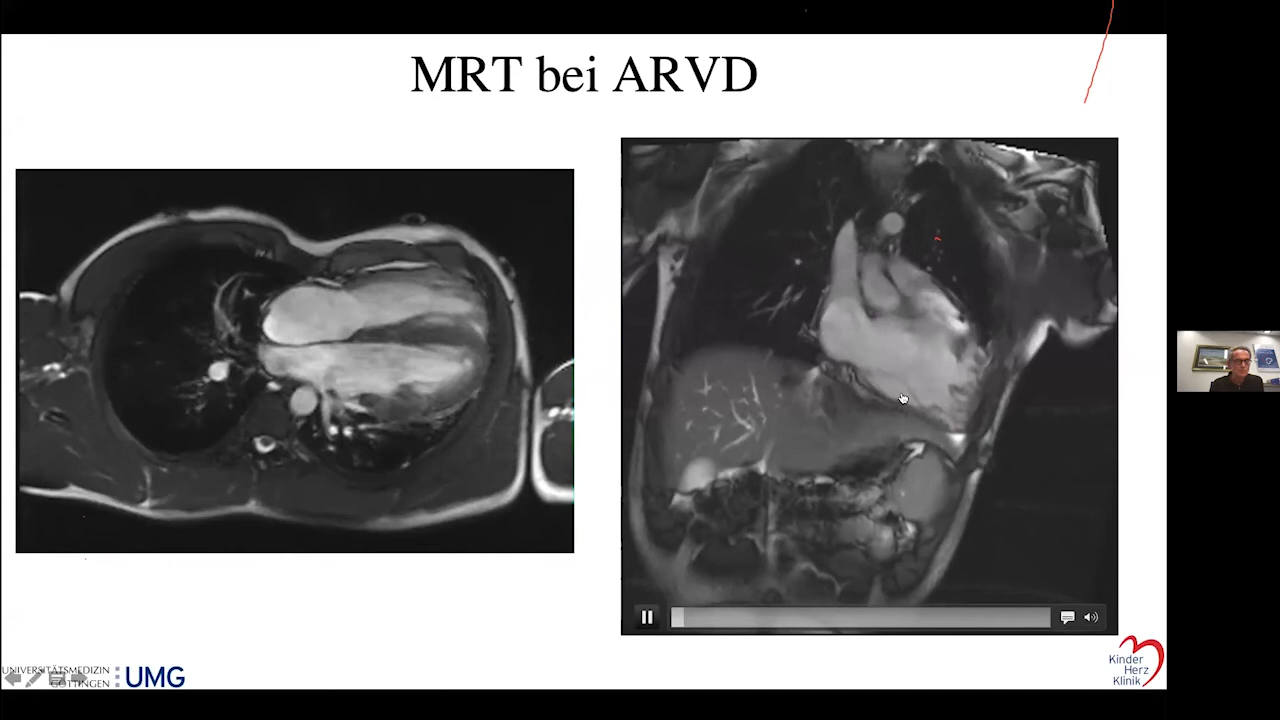 MRT bei ARVD
UNIVERSITÄTSMEDIZIN
GÖTTINGEN
UMG
Kinder
Herz
Klinik